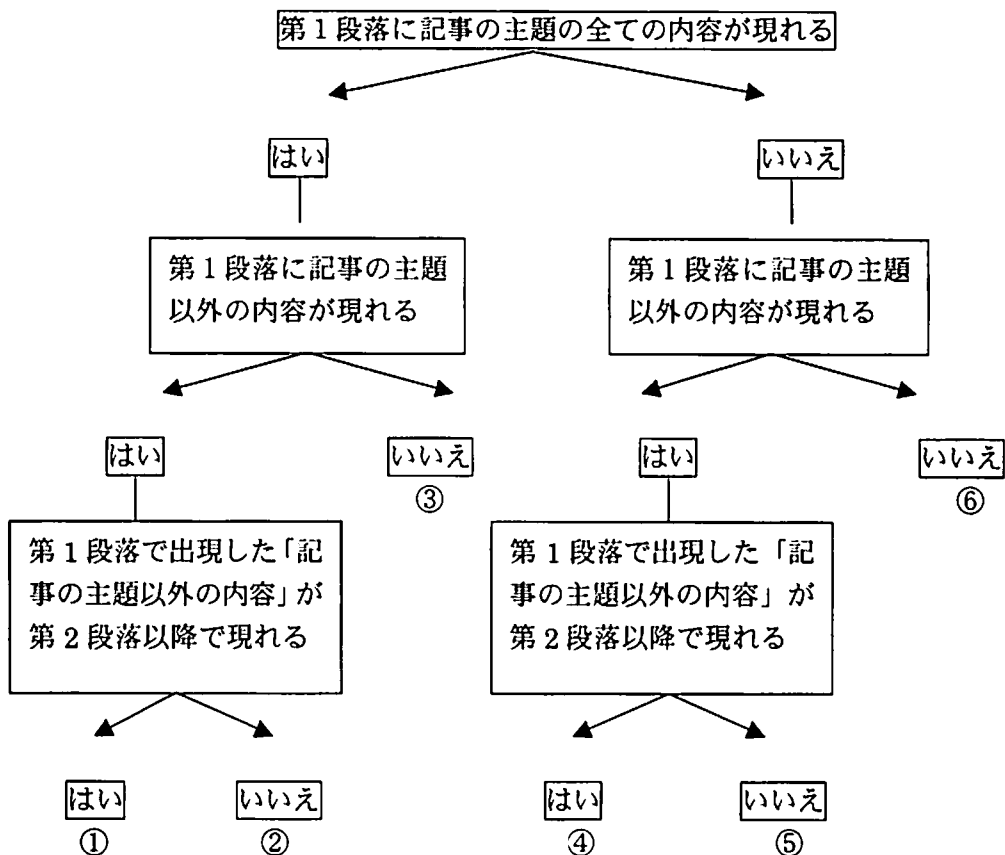 第1段落に記事の主題の全ての内容が現れる
はい
いいえ
第1段落に記事の主題
以外の内容が現れる
第1段落に記事の主題
以外の内容が現れる
はい
いいえ
③
はい
いいえ
⑥
第1段落で出現した「記
事の主題以外の内容」が
第2段落以降で現れる
第1段落で出現した「記
事の主題以外の内容」が
第2段落以降で現れる
はい
①
いいえ
②
はい
④
いいえ
⑤